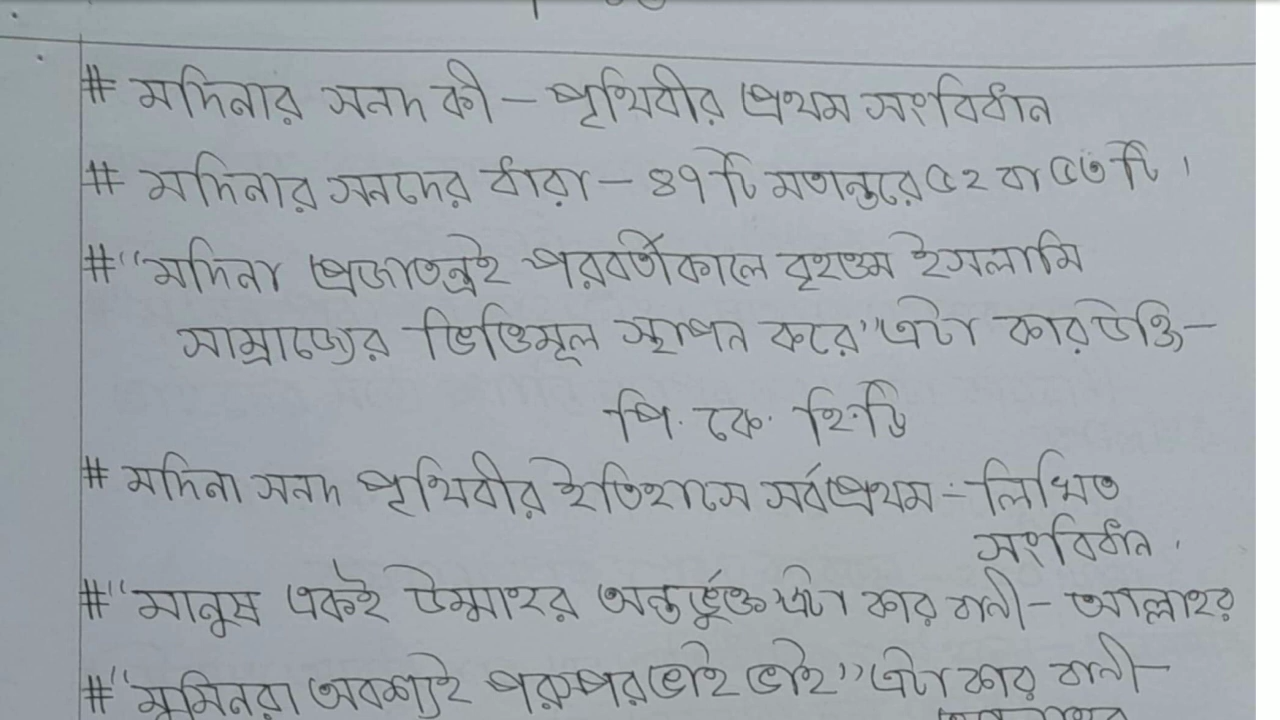 # মদিনার সনদ কী – পৃথিবীর প্রথম সংবিধান
# মদিনার সনদের ধারা – ৪৭ টি মতান্তরে ৫২ বা ৫৩ টি ।
# "মদিনা প্রজাতন্ত্রই পরবর্তিকালে বৃহত্তম ইসলামি
সাম্রাজ্যের ভিত্তিমূল স্থাপন করে" এটা কার উক্তি –
পি. কে. হিট্টি
# মদিনা সনদ পৃথিবীর ইতিহাসে সর্বপ্রথম :- লিখিত
সংবিধান .
# "মানুষ একই উম্মাহর অন্তর্ভুক্ত" এটা কার বানী – আল্লাহর
# "মুমিনরা অবশ্যই পরস্পর ভাই ভাই" এটা কার বানী –